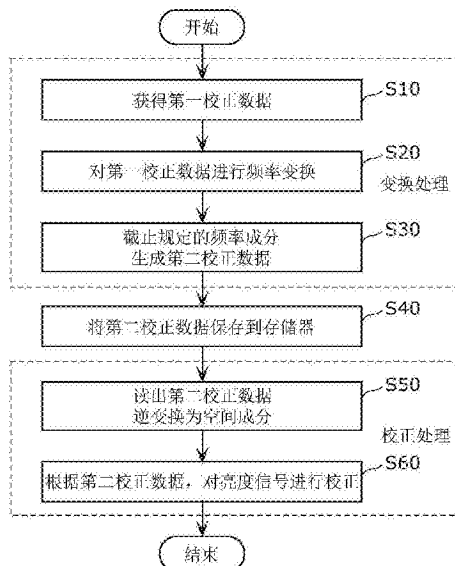 开始
S10
获得第一校正数据
S20
对第一校正数据进行频率变换
变换处理
S30
截止规定的频率成分
生成第二校正数据
S40
将第二校正数据保存到存储器
S50
读出第二校正数据
逆变换为空间成分
校正处理
S60
根据第二校正数据，对亮度信号进行校正
结束